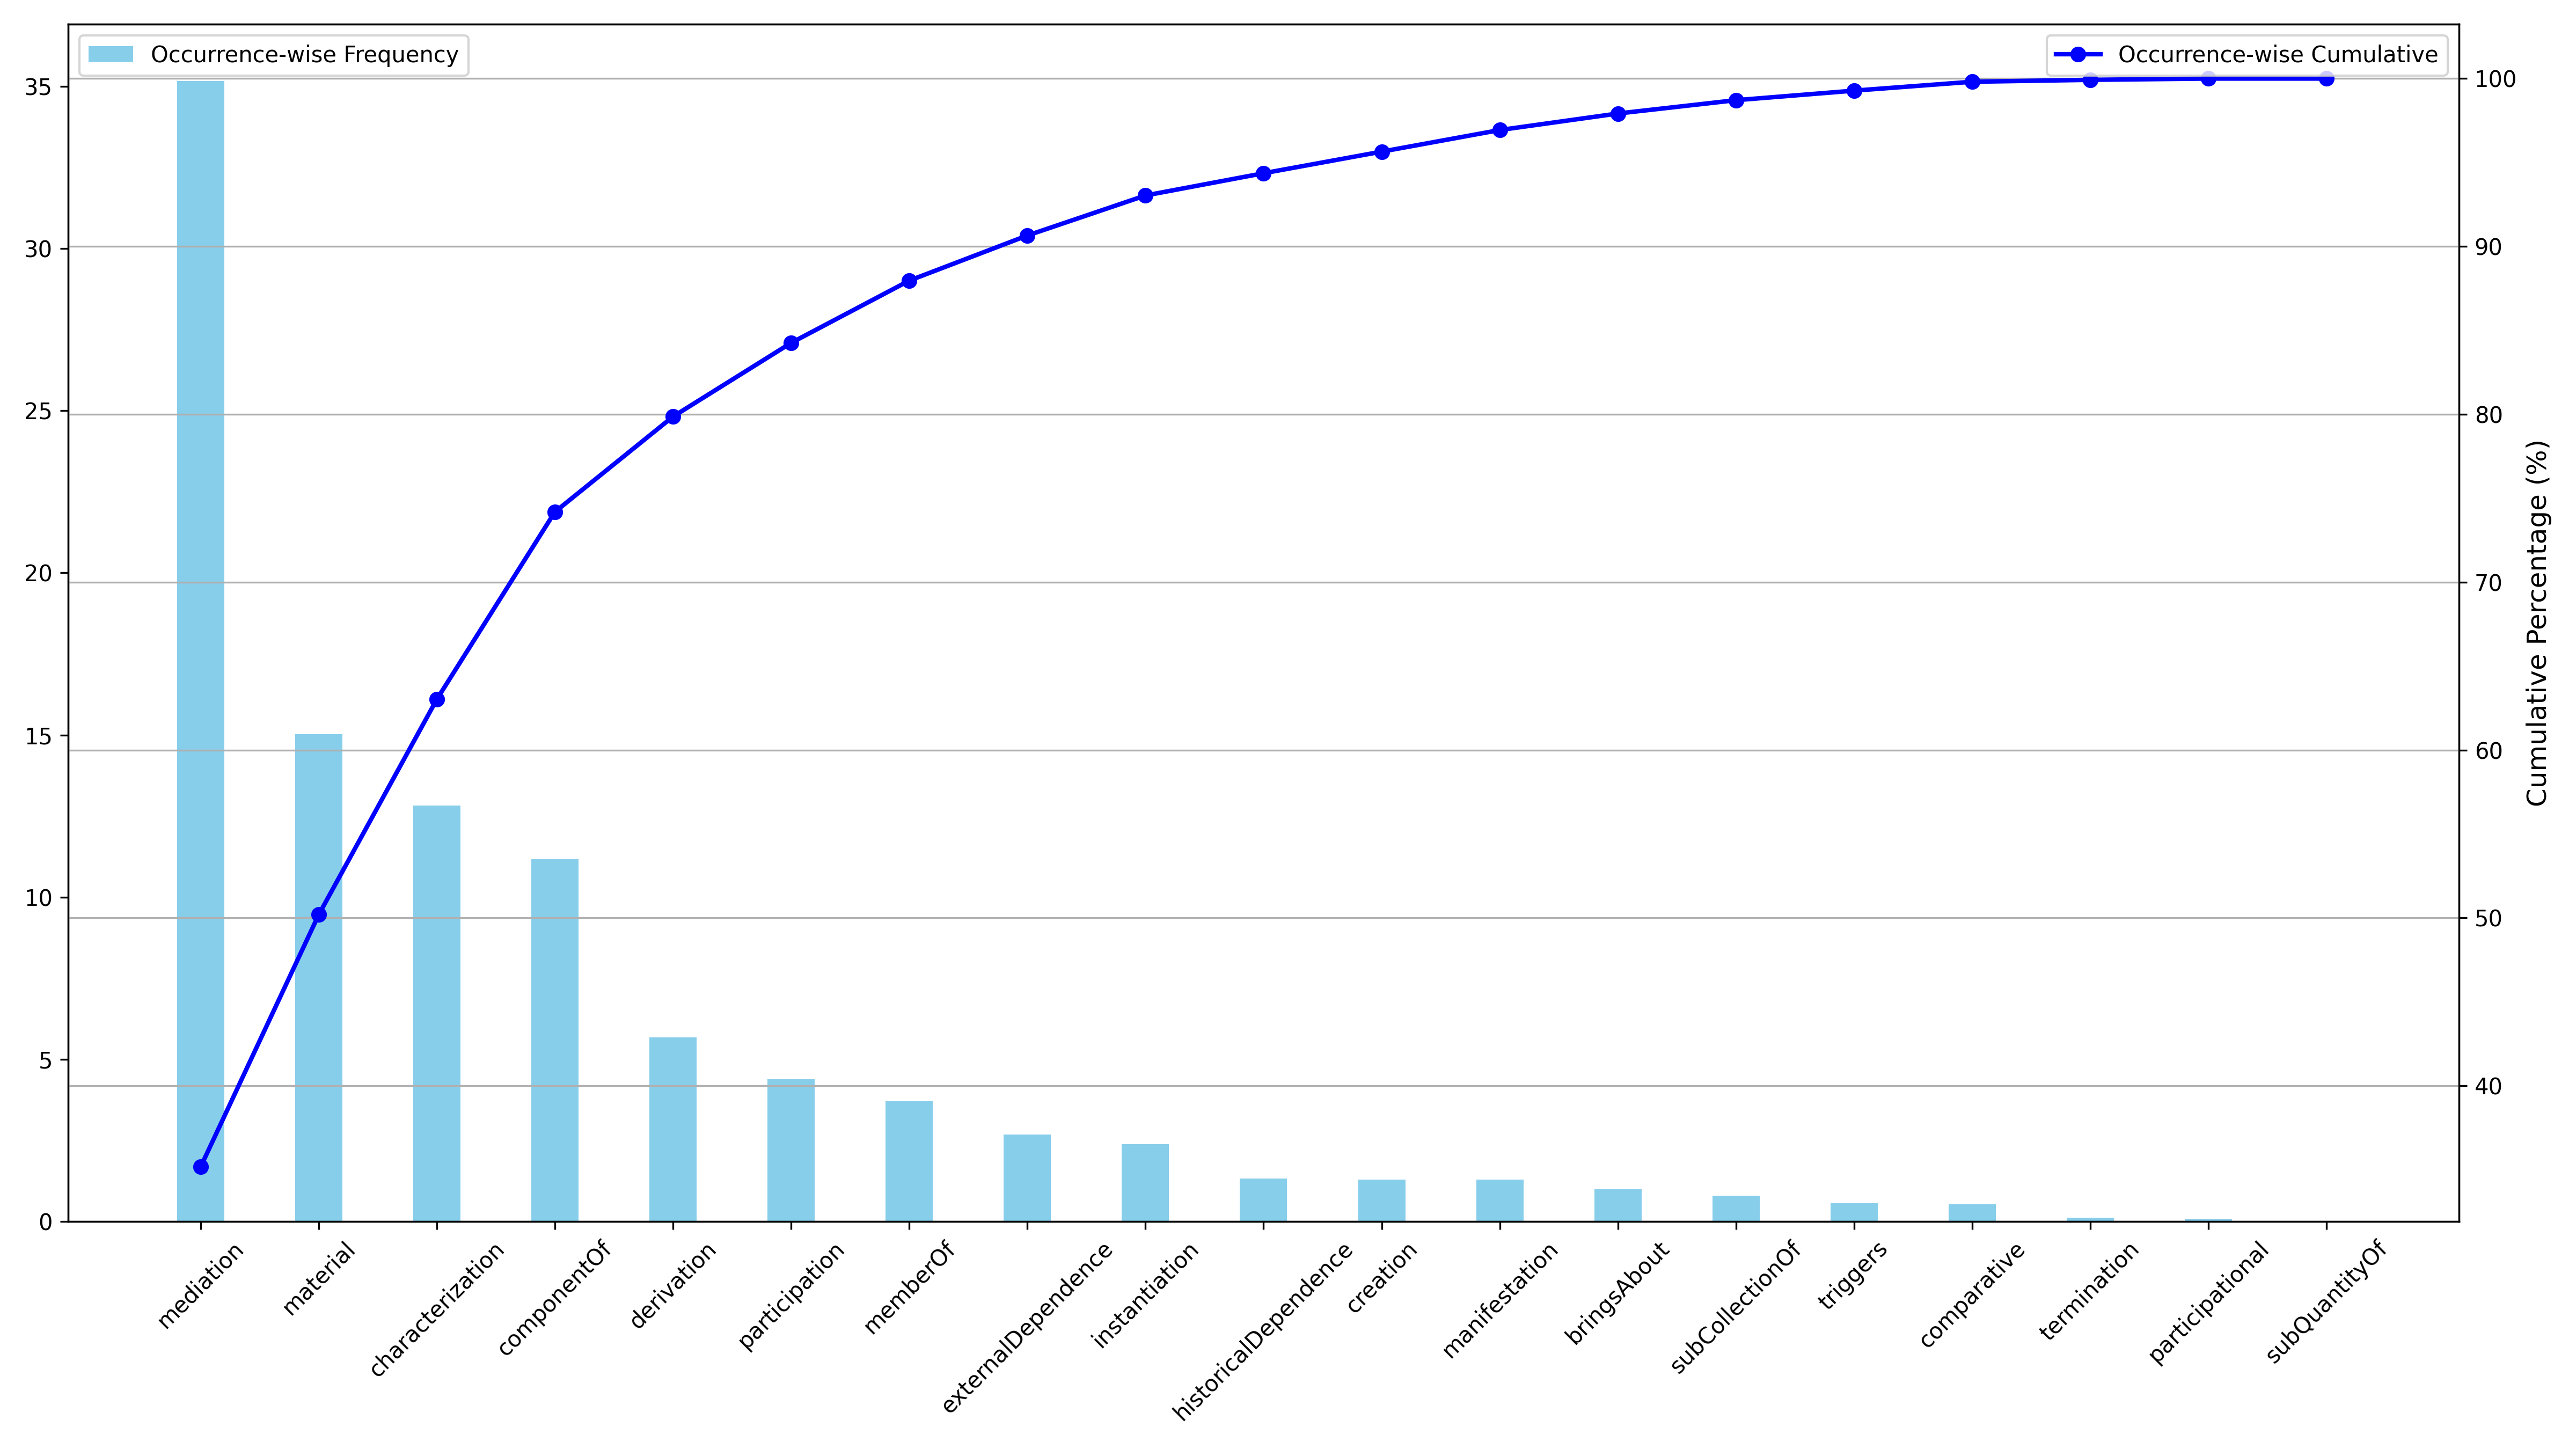 Occurrence-wise Frequency
Occurrence-wise Cumulative
35
30
25
20
15
10
5
0
100
90
80
70
60
50
40
Cumulative Percentage (%)
mediation
material
characterization
componentOf
derivation
participation
memberOf
externalDependence
instantiation
historicalDependence
creation
manifestation
bringsAbout
subCollectionOf
triggers
comparative
termination
participational
subQuantityOf